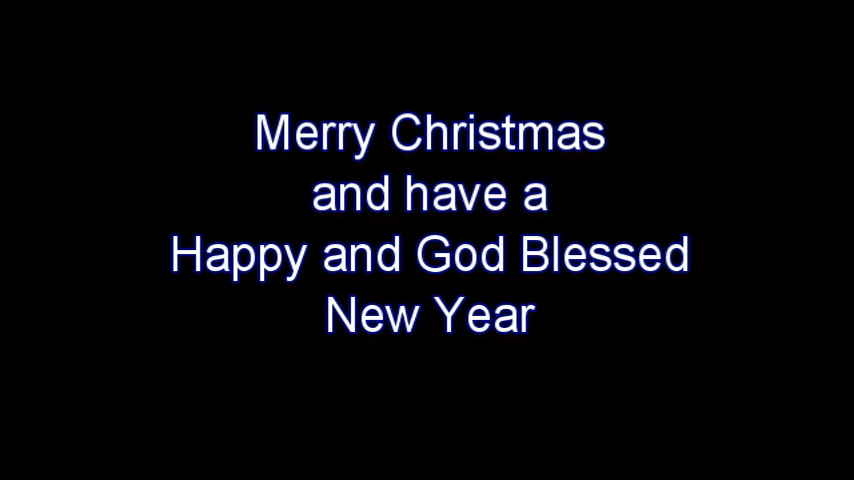 Merry Christmas
and have a
Happy and God Blessed
New Year